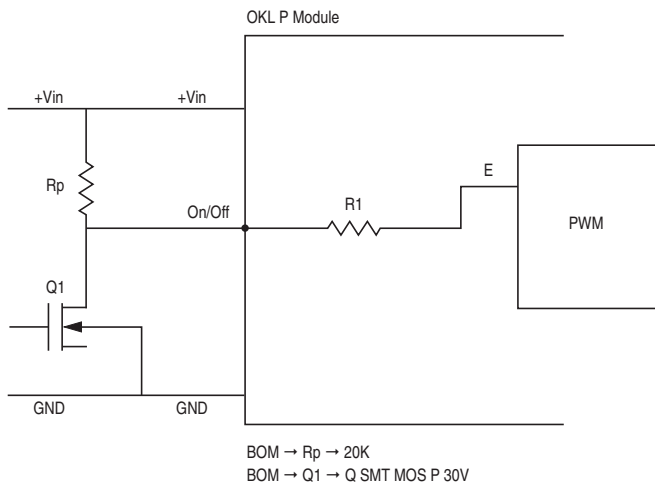 OKL P Module
+Vin +Vin
Rp
On/Off
R1
E
PWM
Q1
GND GND
BOM → Rp → 20K
BOM → Q1 → Q SMT MOS P 30V